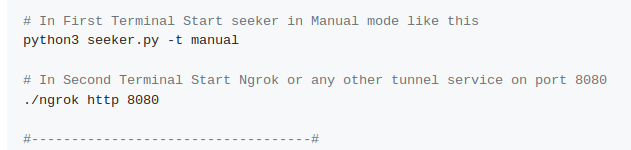 # In First Terminal Start seeker in Manual mode like this
python3 seeker.py -t manual
# In Second Terminal Start Ngrok or any other tunnel service on port 8080
./ngrok http 8080
#-----------------------------------#